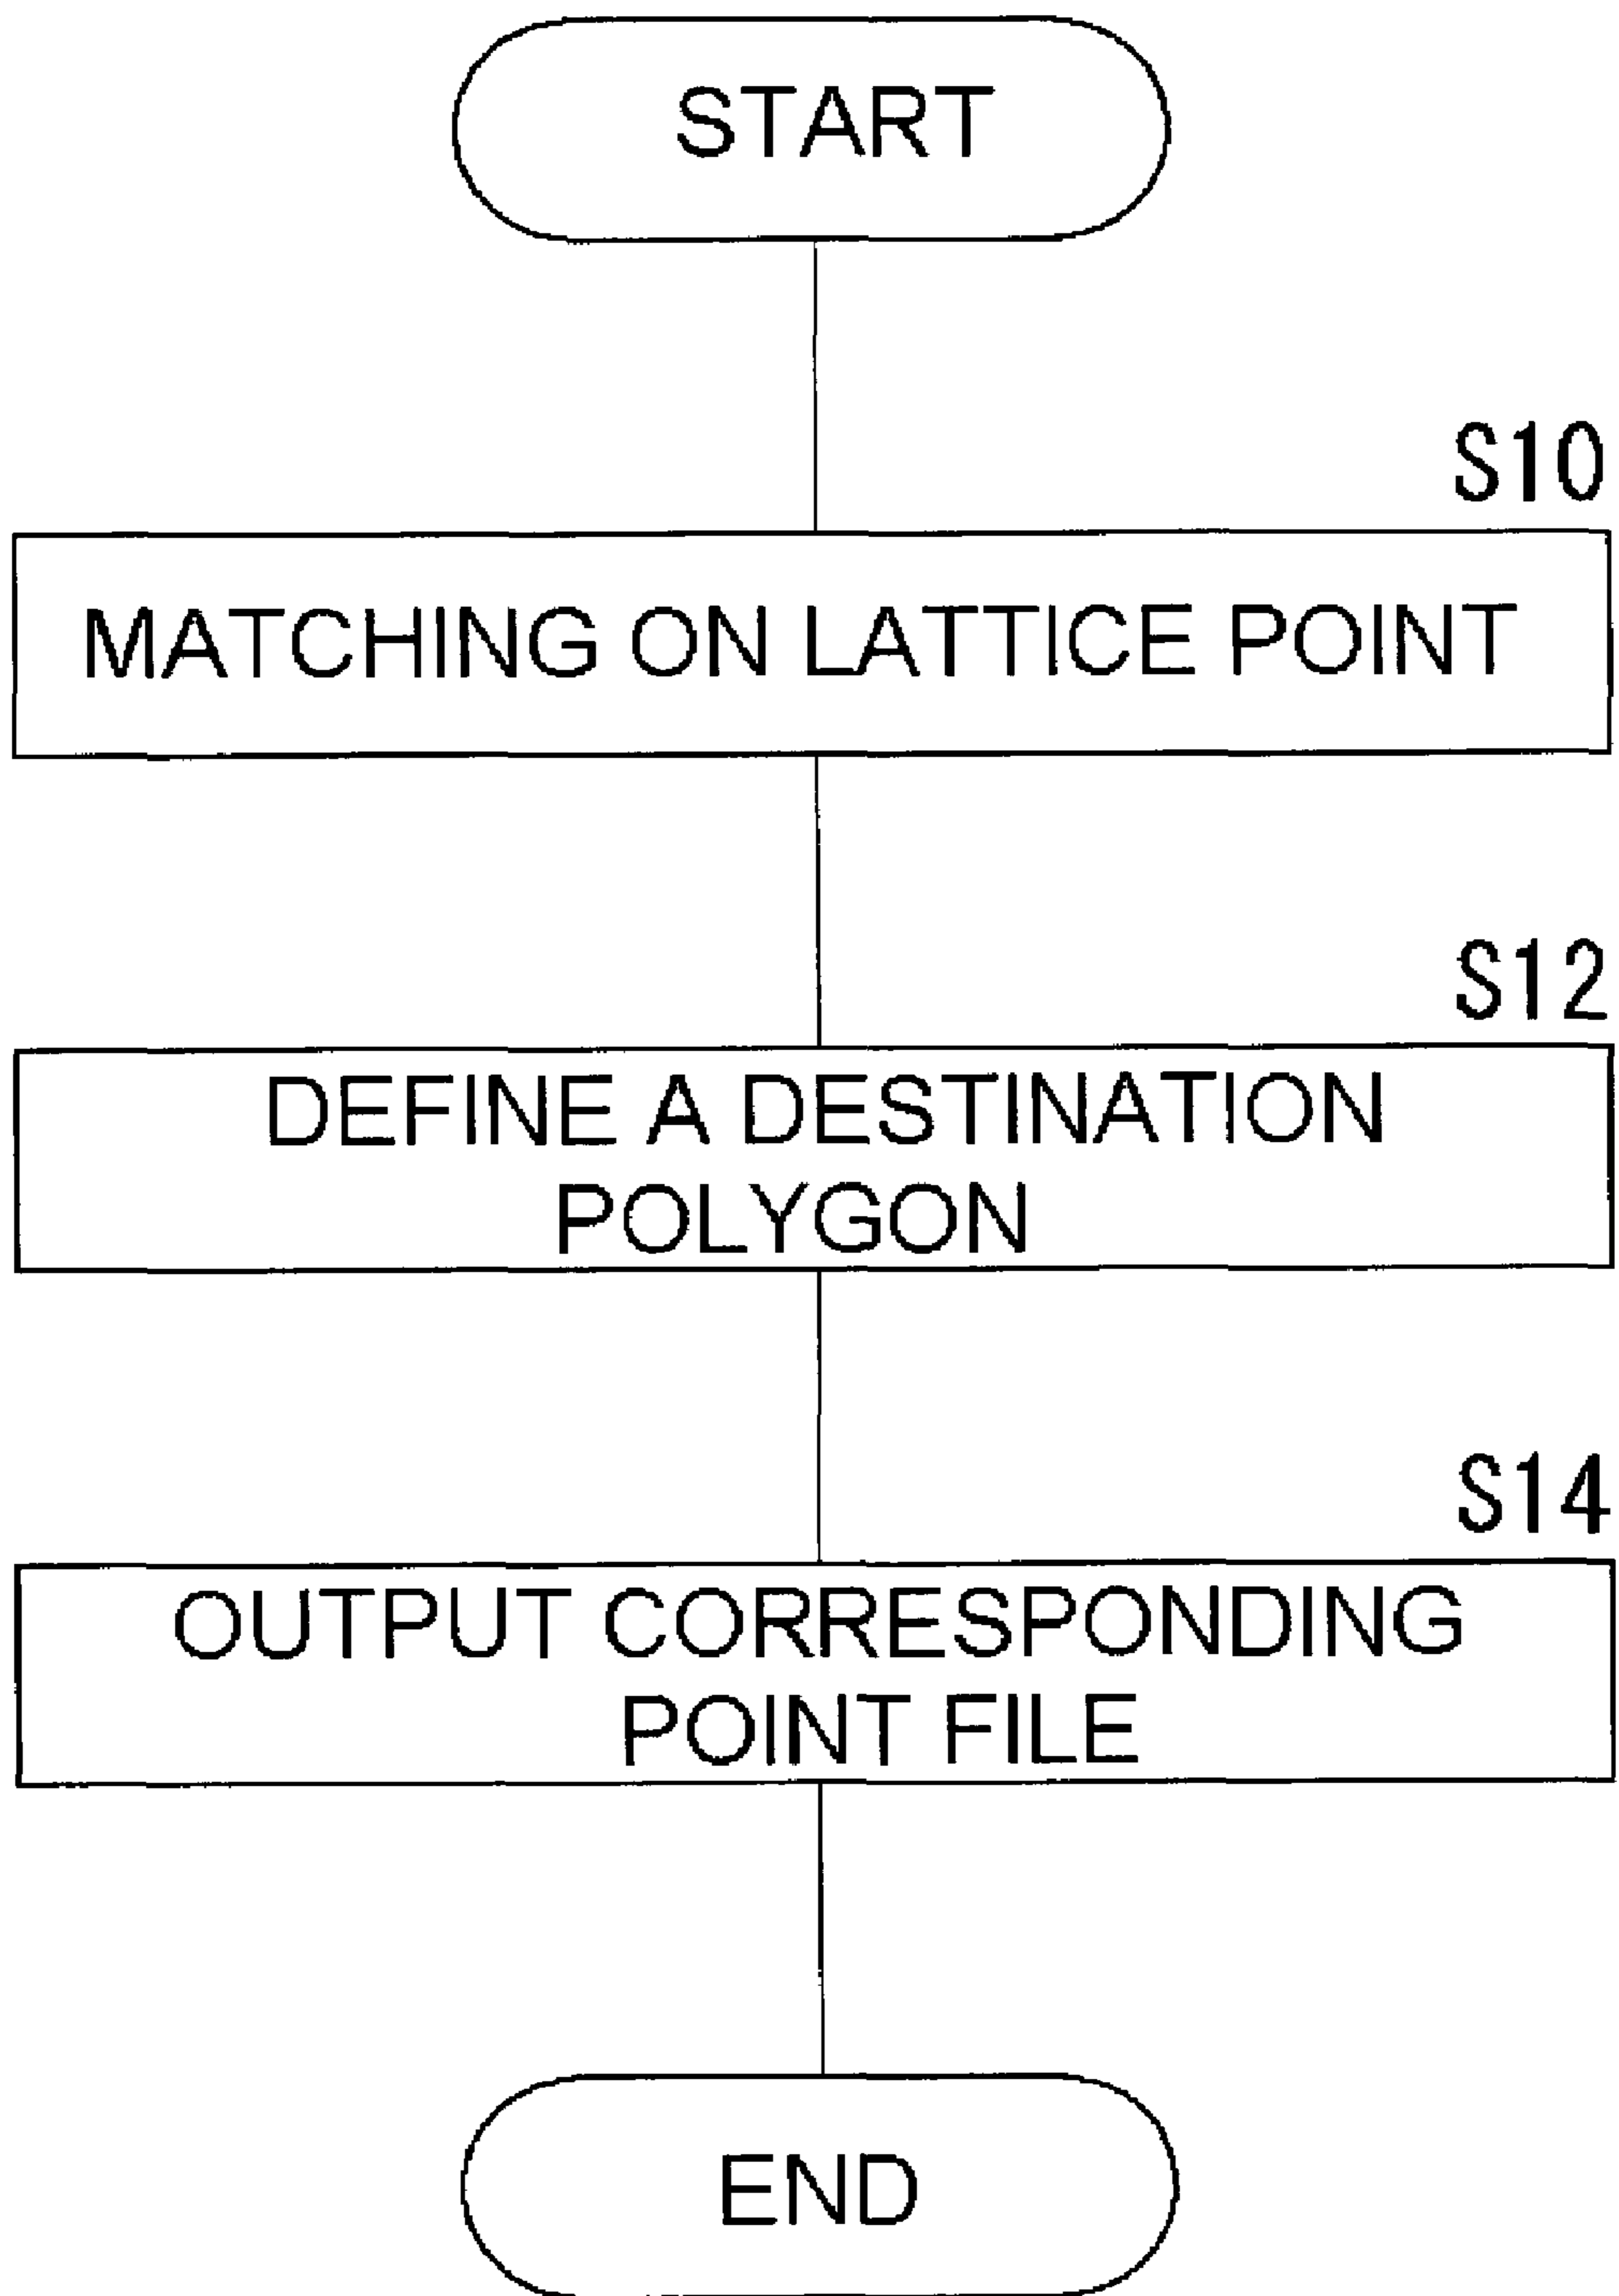 START
S10
MATCHING ON LATTICE POINT
S12
DEFINE A DESTINATION
POLYGON
S14
OUTPUT CORRESPONDING
POINT FILE
END